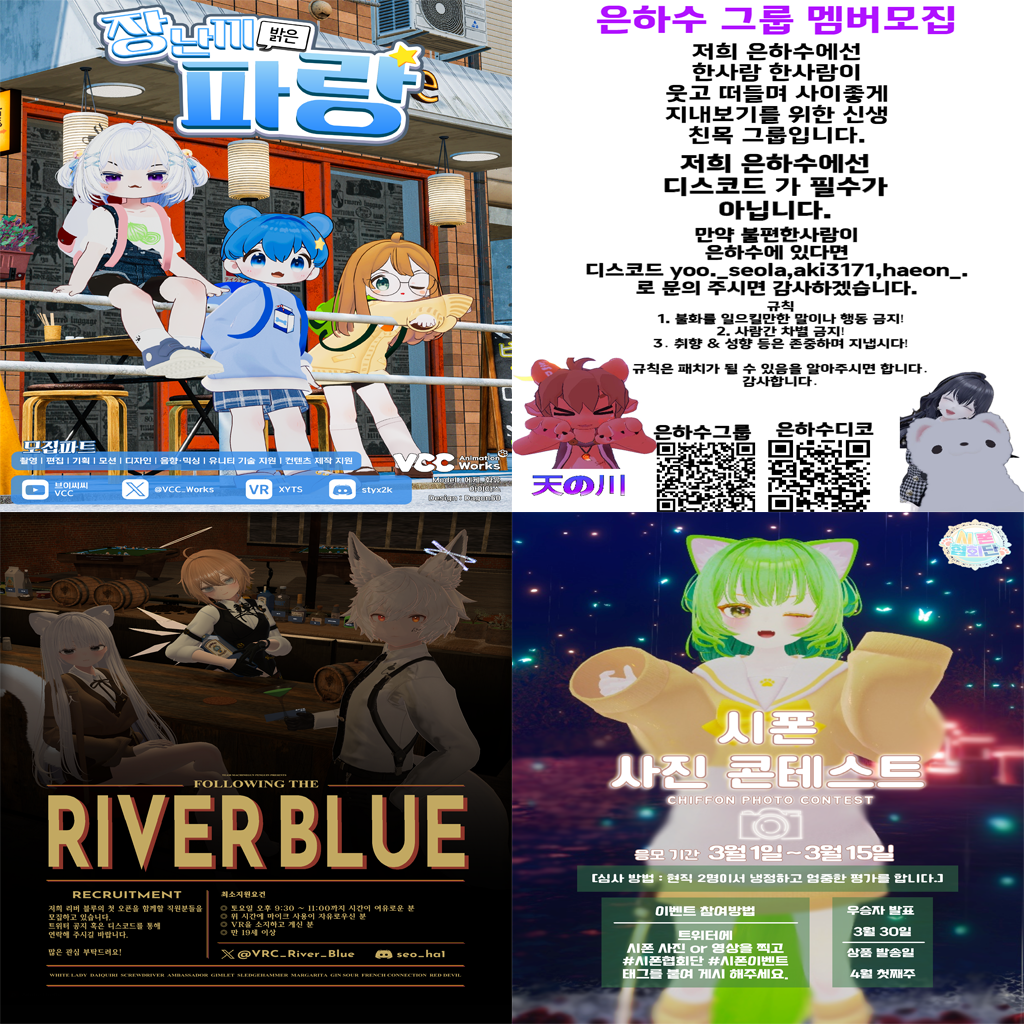 장난끼 밝은
파랑
모집파트
촬영 | 편집 | 기획 | 모션 | 디자인 | 음향·믹싱 | 유니티 기술 지원 | 컨텐츠 제작 지원
브이씨씨
VCC
@VCC_Works
VR XYTS
styx2k
VCC Animation
Works
Design : Dragon80
은하수 그룹 멤버모집
저희 은하수에선
한사람 한사람이
웃고 떠들며 사이좋게
지내보기를 위한 신생
친목 그룹입니다.
저희 은하수에선
디스코드 가 필수가
아닙니다.
만약 불편한사람이
은하수에 있다면
디스코드 yoo._seola,aki3171,haeon_.
로 문의 주시면 감사하겠습니다.
규칙
1. 불화를 일으킬만한 말이나 행동 금지!
2. 사람간 차별 금지!
3. 취향 & 성향 등은 존중하며 지냅시다!
규칙은 패치가 될 수 있음을 알아주시면 합니다.
감사합니다.
은하수그룹
은하수디코
天の川
FOLLOWING THE
RIVER BLUE
RECRUITMENT
저희 리버 블루의 첫 오픈을 함께할 직원분들을
모집하고 있습니다.
트위터 공지 혹은 디스코드를 통해
연락해 주시길 바랍니다.
많은 관심 부탁드려요!
최소지원요건
◎ 토요일 오후 9:30 ~ 11:00까지 시간이 여유로운 분
◎ 위 시간에 마이크 사용이 자유로우신 분
◎ VR을 소지하고 계신 분
◎ 만 19세 이상
@VRC_River_Blue
seo_ha1
WHITE LADY DAIQUIRI SCREWDRIVER AMBASSADOR GIMLET SLEDGEHAMMER MARGARITA GIN SOUR FRENCH CONNECTION RED DEVIL
시폰
협회단
시폰
사진 콘테스트
CHIFFON PHOTO CONTEST
응모 기간 3월 1일 ~ 3월 15일
[심사 방법 : 현직 2명이서 냉정하고 엄중한 평가를 합니다.]
이벤트 참여방법
트위터에
시폰 사진 or 영상을 찍고
#시폰협회단 #시폰이벤트
태그를 붙여 게시 해주세요.
우승자 발표
3월 30일
상품 발송일
4월 첫째주